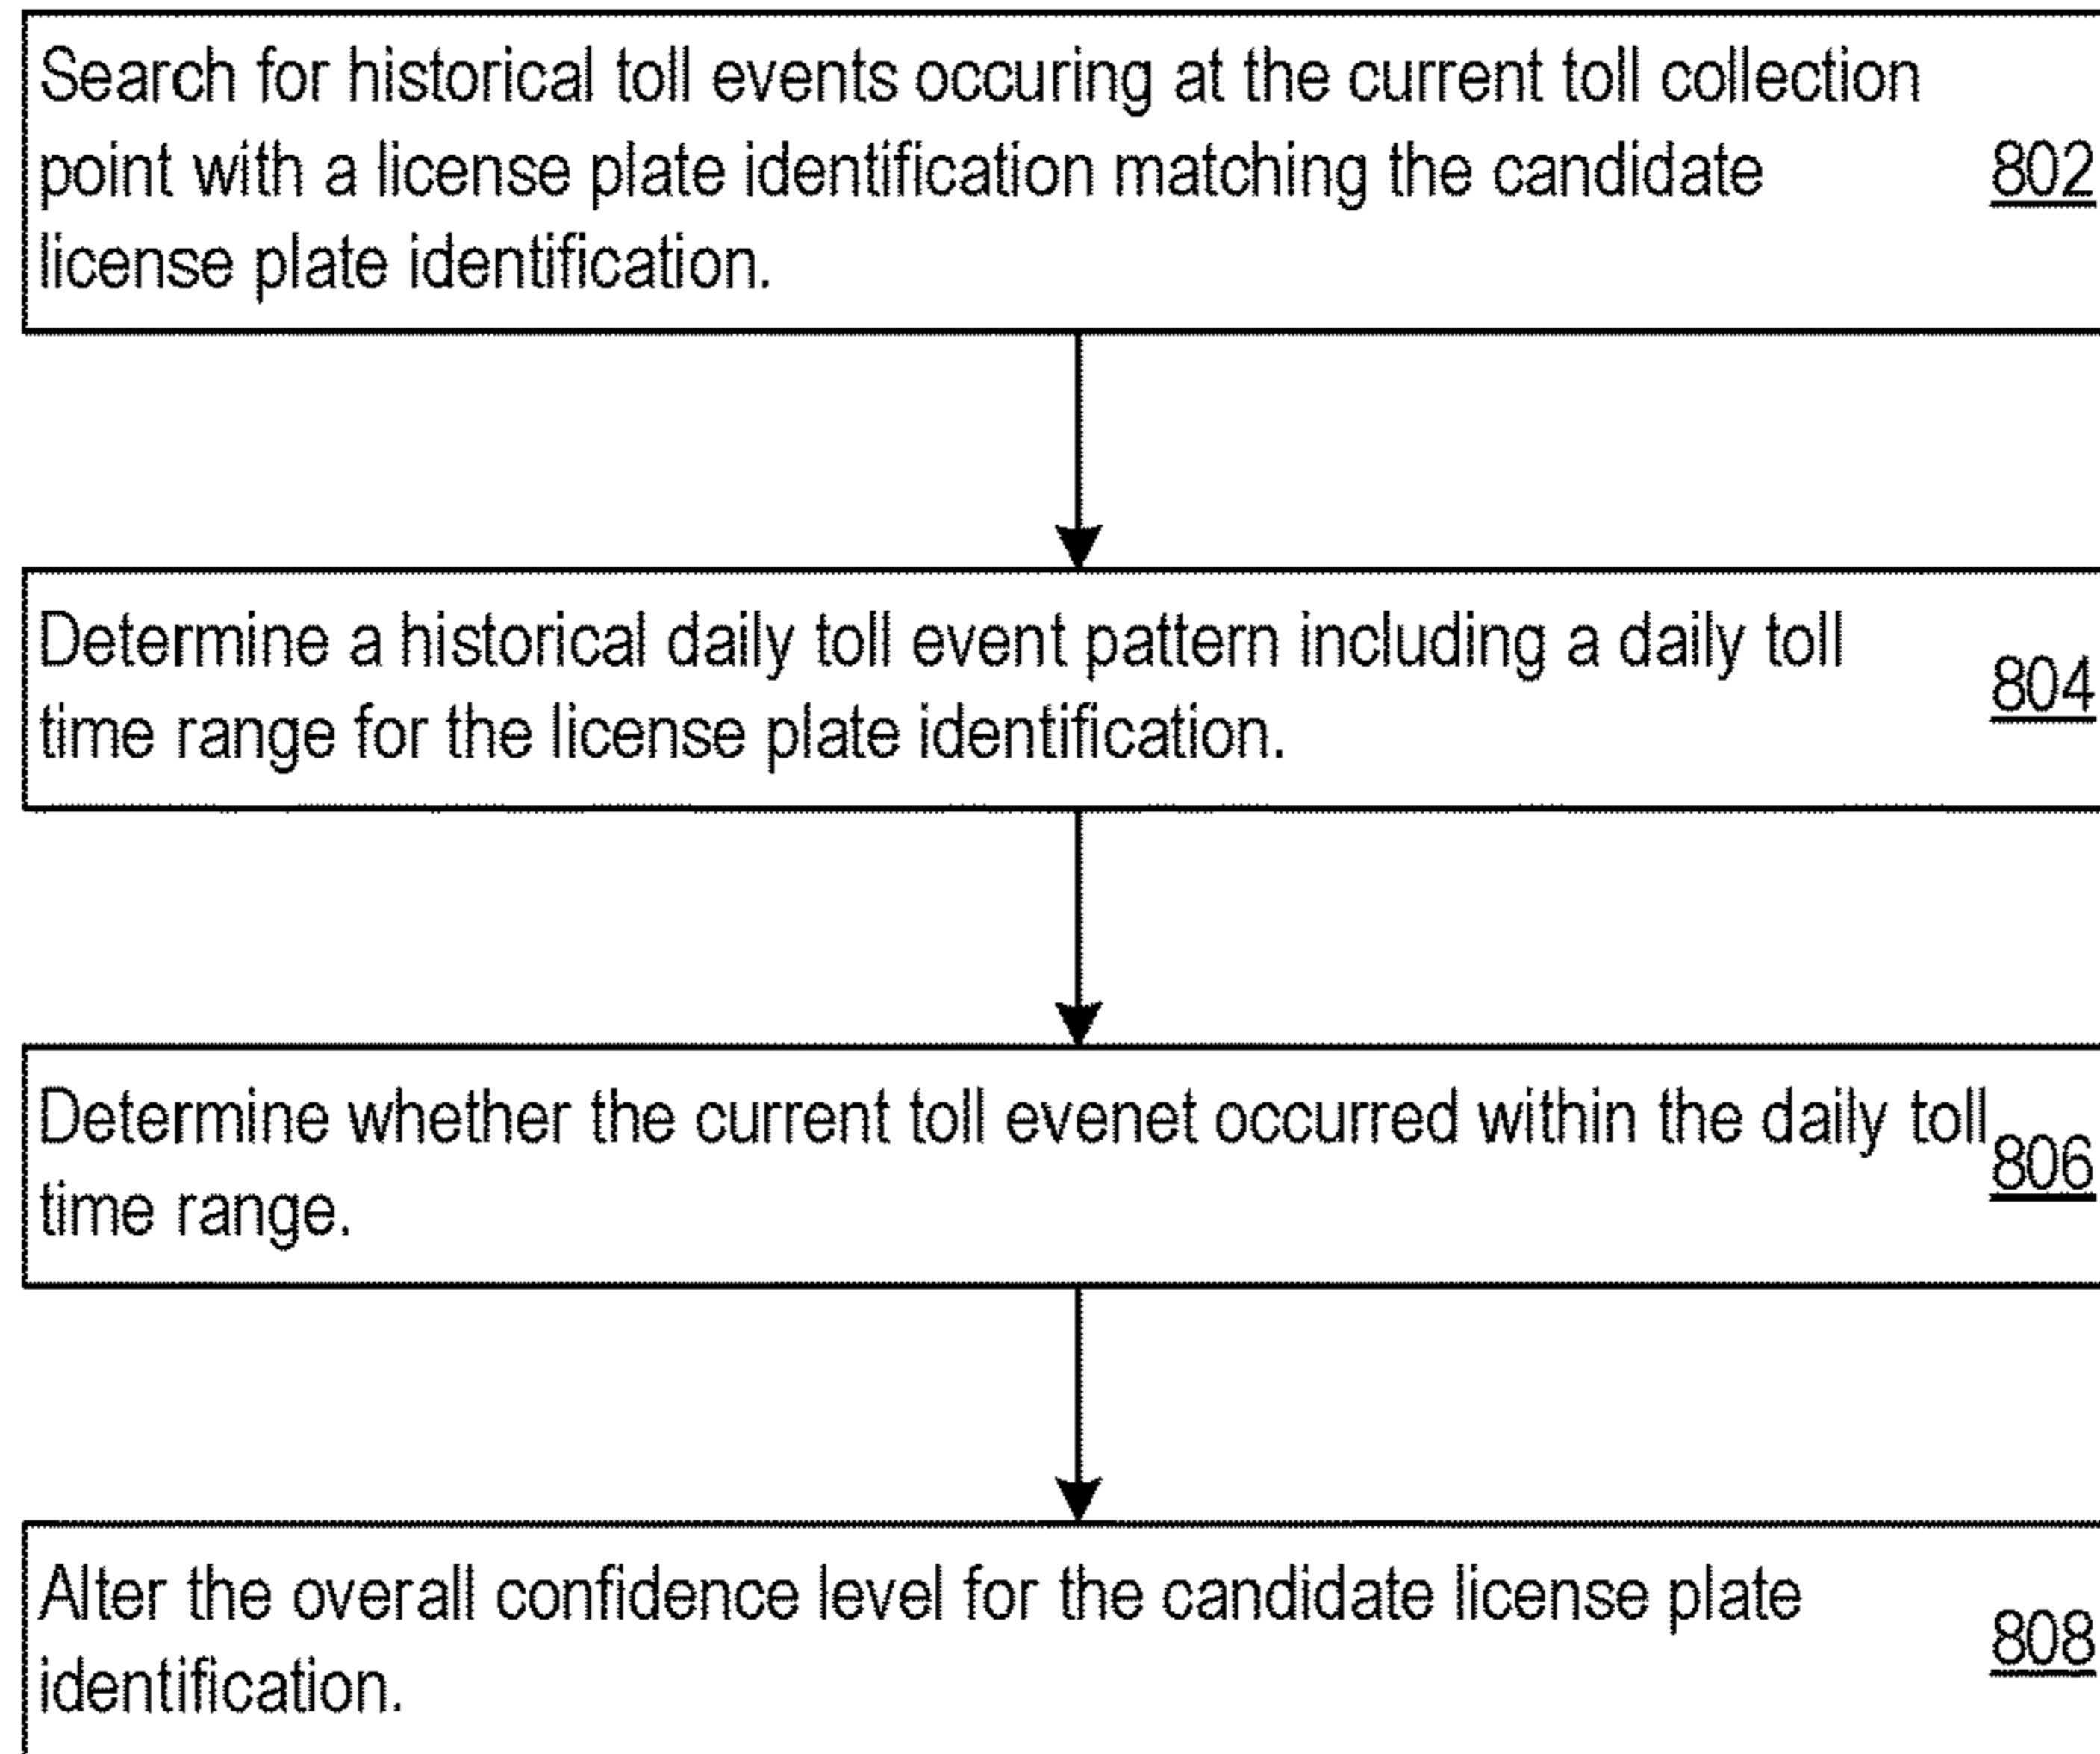 Search for historical toll events occuring at the current toll collection
point with a license plate identification matching the candidate
license plate identification.
802
Determine a historical daily toll event pattern including a daily toll
time range for the license plate identification.
804
Determine whether the current toll evenet occurred within the daily toll
time range.
806
Alter the overall confidence level for the candidate license plate
identification.
808